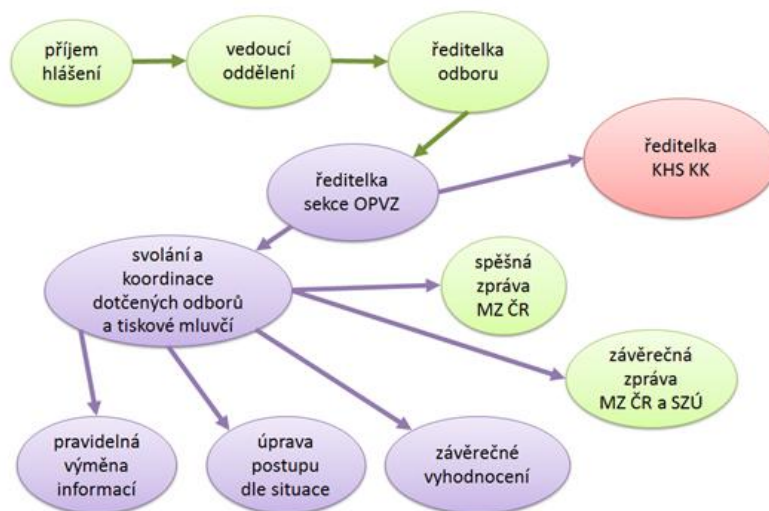 příjem
hlášení
vedoucí
oddělení
ředitelka
odboru
ředitelka
sekce OPVZ
ředitelka
KHS KK
svolání a
koordinace
dotčených odborů
a tiskové mluvčí
spěšná
zpráva
MZ ČR
závěrečná
zpráva
MZ ČR a SZÚ
pravidelná
výměna
informací
úprava
postupu
dle situace
závěrečné
vyhodnocení